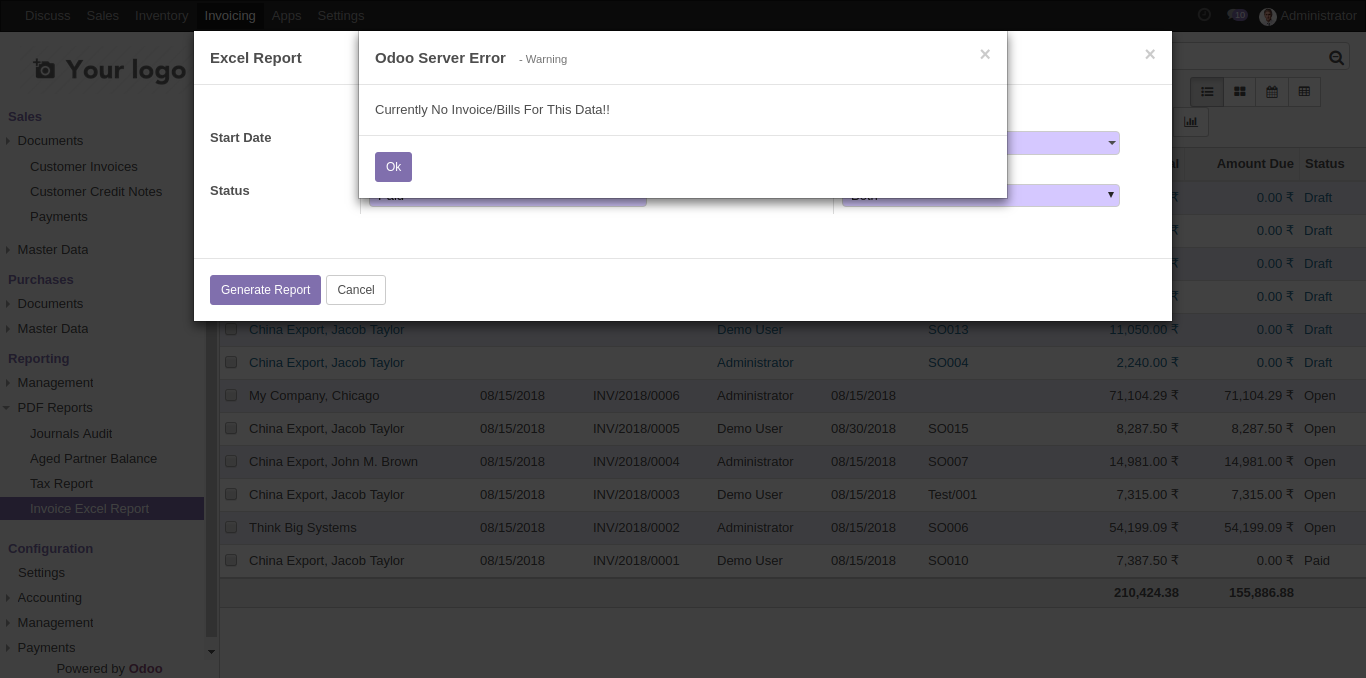 Discuss Sales Inventory Invoicing Apps Settings 10 Administrator
Your logo
Sales
Documents
Customer Invoices
Customer Credit Notes
Payments
Master Data
Purchases
Documents
Master Data
Reporting
Management
PDF Reports
Journals Audit
Aged Partner Balance
Tax Report
Invoice Excel Report
Configuration
Settings
Accounting
Management
Payments
Powered by Odoo
Excel Report ×
Start Date
Status
Generate Report Cancel
Odoo Server Error - Warning ×
Currently No Invoice/Bills For This Data!!
Ok
Amount Due Status
0.00 ₹ Draft
0.00 ₹ Draft
0.00 ₹ Draft
0.00 ₹ Draft
China Export, Jacob Taylor Demo User SO013 11,050.00 ₹ 0.00 ₹ Draft
China Export, Jacob Taylor Administrator SO004 2,240.00 ₹ 0.00 ₹ Draft
My Company, Chicago 08/15/2018 INV/2018/0006 Administrator 08/15/2018 71,104.29 ₹ 71,104.29 ₹ Open
China Export, Jacob Taylor 08/15/2018 INV/2018/0005 Demo User 08/30/2018 SO015 8,287.50 ₹ 8,287.50 ₹ Open
China Export, John M. Brown 08/15/2018 INV/2018/0004 Administrator 08/15/2018 SO007 14,981.00 ₹ 14,981.00 ₹ Open
China Export, Jacob Taylor 08/15/2018 INV/2018/0003 Demo User 08/15/2018 Test/001 7,315.00 ₹ 7,315.00 ₹ Open
Think Big Systems 08/15/2018 INV/2018/0002 Administrator 08/15/2018 SO006 54,199.09 ₹ 54,199.09 ₹ Open
China Export, Jacob Taylor 08/15/2018 INV/2018/0001 Demo User 08/15/2018 SO010 7,387.50 ₹ 0.00 ₹ Paid
210,424.38 155,886.88